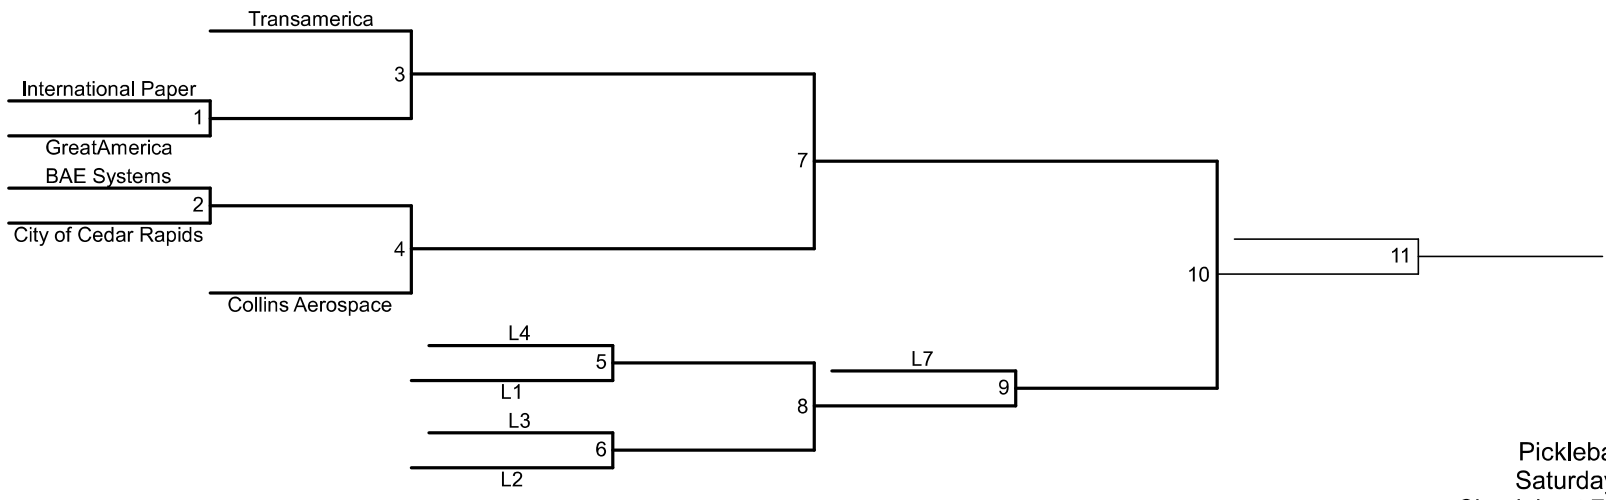 Transamerica
3
International Paper
1
GreatAmerica
BAE Systems
2
City of Cedar Rapids
4
Collins Aerospace
7
10
11
L4
5
L1
L3
6
L2
8
L7
9
Saturday